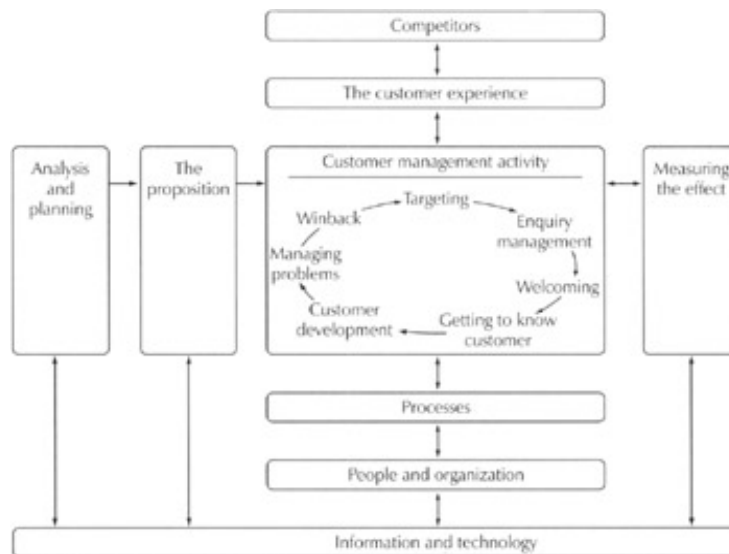 Competitors
The customer experience
Analysis
and
planning
The
proposition
Customer management activity
Targeting
Enquiry
management
Welcoming
Getting to know
customer
Customer
development
Managing
problems
Winback
Measuring
the effect
Processes
People and organization
Information and technology